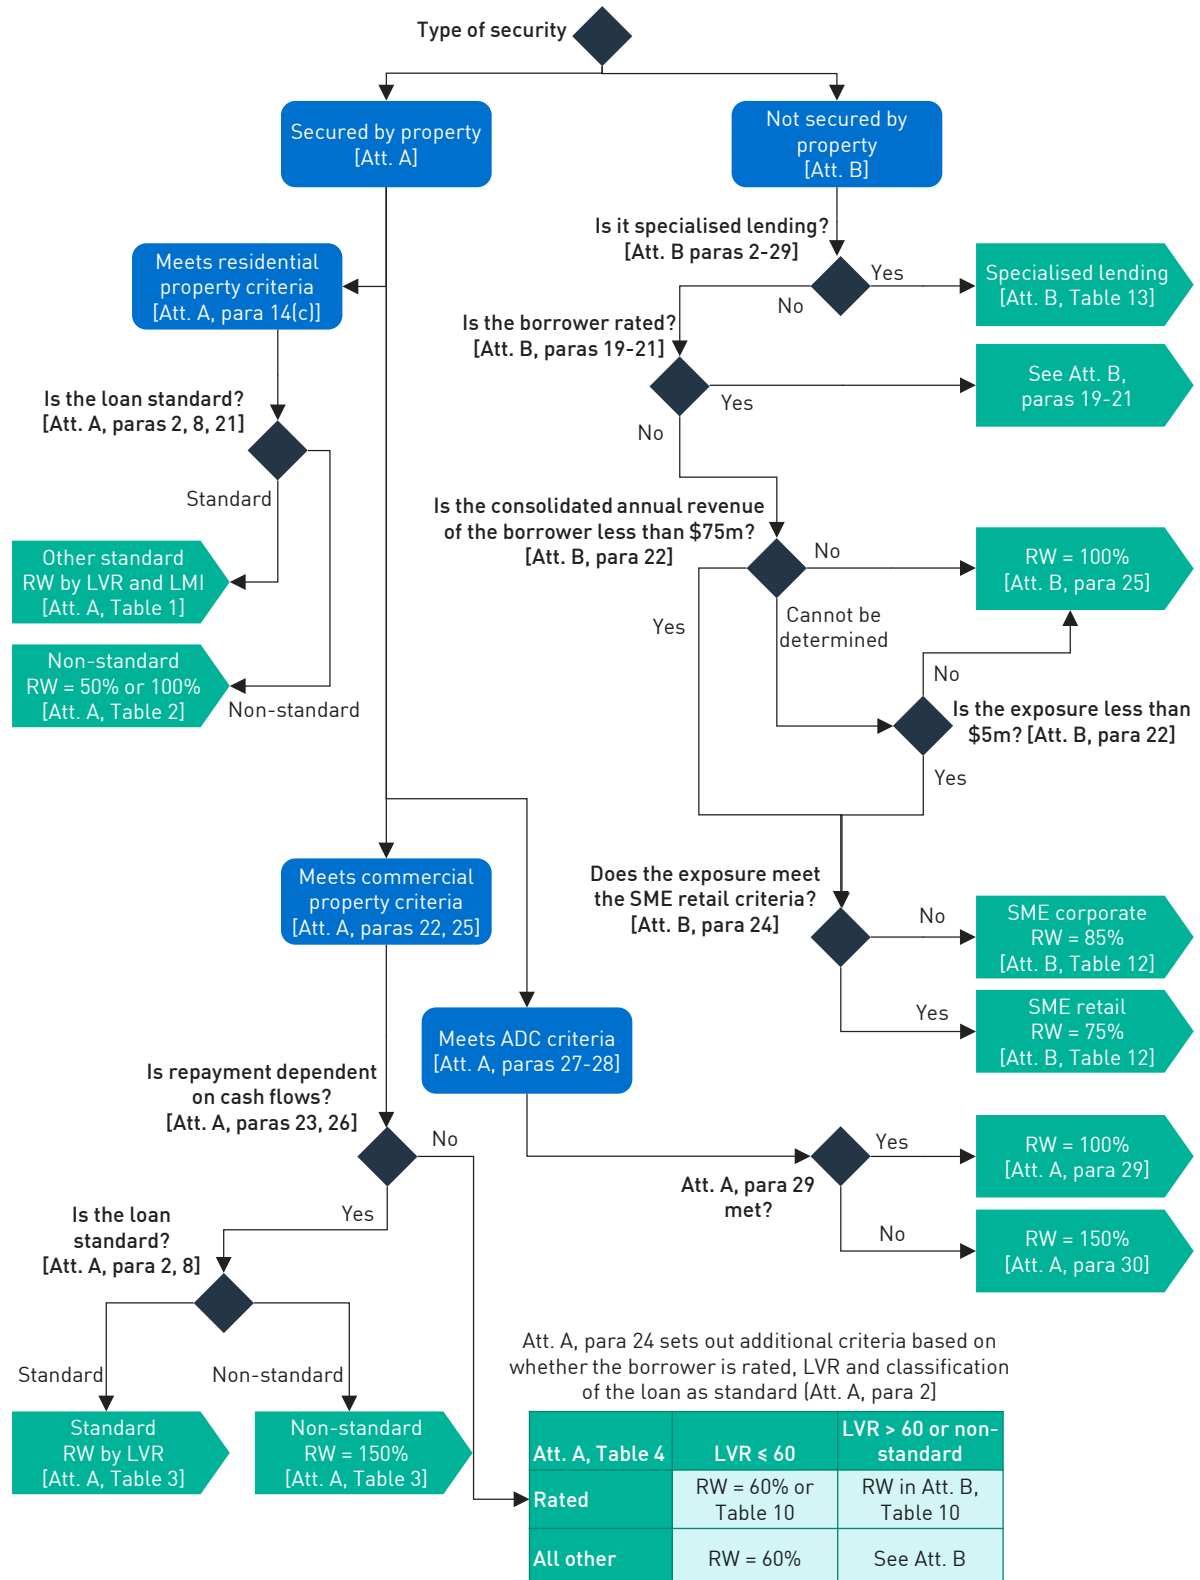 Type of security
Secured by property
[Att. A]
Not secured by
property
[Att. B]
Is it specialised lending?
[Att. B paras 2-29]
Yes
No
Specialised lending
[Att. B, Table 13]
Meets residential
property criteria
[Att. A, para 14(c)]
Is the borrower rated?
[Att. B, paras 19-21]
Yes
No
See Att. B,
paras 19-21
Is the loan standard?
[Att. A, paras 2, 8, 21]
Standard
Other standard
RW by LVR and LMI
[Att. A, Table 1]
Non-standard
RW = 50% or 100%
[Att. A, Table 2]
Non-standard
Is the consolidated annual revenue
of the borrower less than $75m?
[Att. B, para 22]
No
Yes
Cannot be
determined
RW = 100%
[Att. B, para 25]
No
Is the exposure less than
$5m? [Att. B, para 22]
Yes
Does the exposure meet
the SME retail criteria?
[Att. B, para 24]
No
SME corporate
RW = 85%
[Att. B, Table 12]
Yes
SME retail
RW = 75%
[Att. B, Table 12]
Meets commercial
property criteria
[Att. A, paras 22, 25]
Meets ADC criteria
[Att. A, paras 27-28]
Is repayment dependent
on cash flows?
[Att. A, paras 23, 26]
No
Yes
Att. A, para 29
met?
Yes
RW = 100%
[Att. A, para 29]
No
RW = 150%
[Att. A, para 30]
Is the loan
standard?
[Att. A, para 2, 8]
Standard
Non-standard
Standard
RW by LVR
[Att. A, Table 3]
Non-standard
RW = 150%
[Att. A, Table 3]
Att. A, para 24 sets out additional criteria based on
whether the borrower is rated, LVR and classification
of the loan as standard (Att. A, para 2]
Att. A, Table 4
LVR ≤ 60
LVR > 60 or non-
standard
Rated
RW = 60% or
Table 10
RW in Att. B,
Table 10
All other
RW = 60%
See Att. B